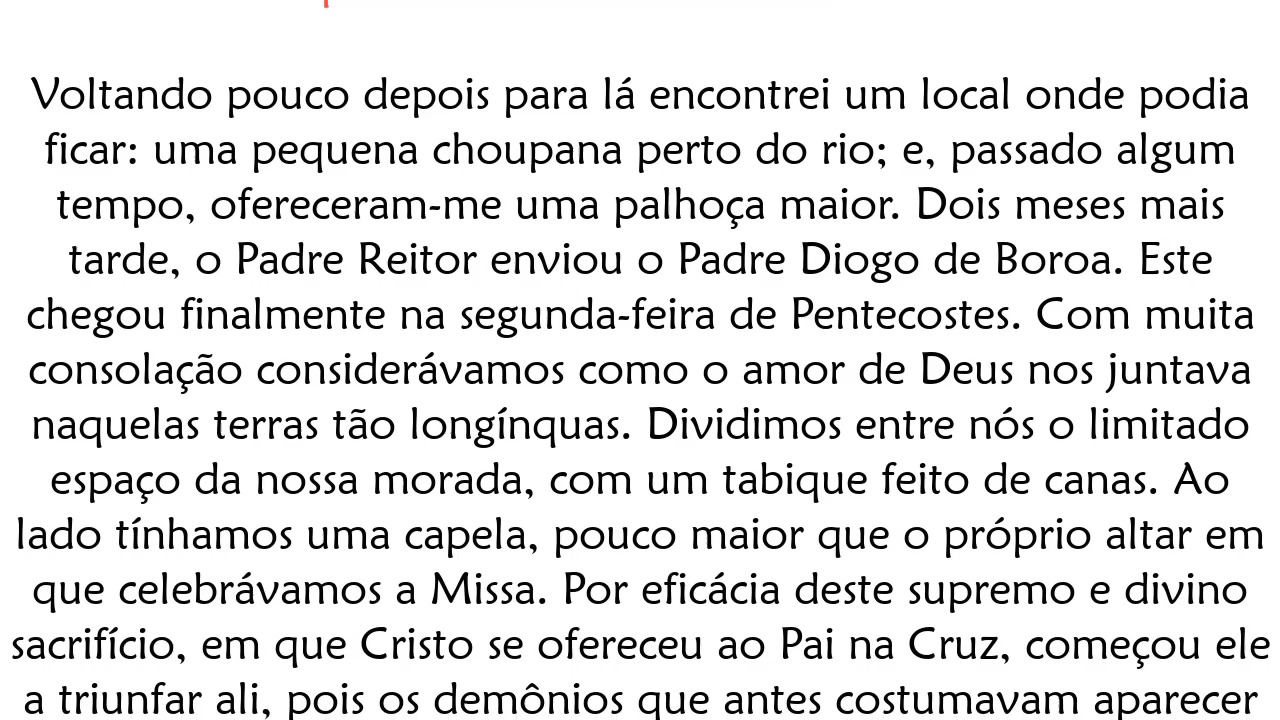 Voltando pouco depois para lá encontrei um local onde podia
ficar: uma pequena choupana perto do rio; e, passado algum
tempo, ofereceram-me uma palhoça maior. Dois meses mais
tarde, o Padre Reitor enviou o Padre Diogo de Boroa. Este
chegou finalmente na segunda-feira de Pentecostes. Com muita
consolação considerávamos como o amor de Deus nos juntava
naquelas terras tão longínquas. Dividimos entre nós o limitado
espaço da nossa morada, com um tabique feito de canas. Ao
lado tínhamos uma capela, pouco maior que o próprio altar em
que celebrávamos a Missa. Por eficácia deste supremo e divino
sacrifício, em que Cristo se ofereceu ao Pai na Cruz, começou ele
a triunfar ali, pois os demônios que antes costumavam aparecer